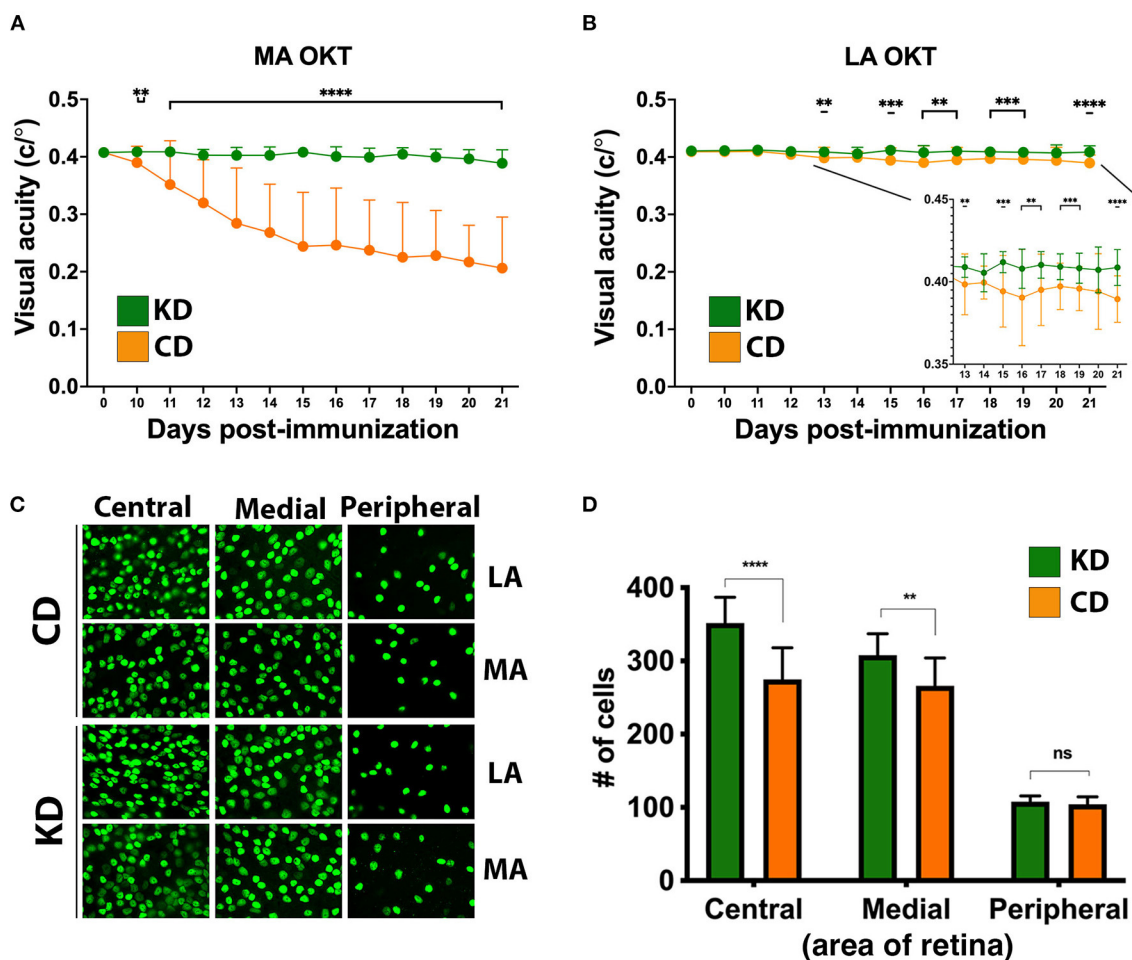 A
MA OKT
** ****
0.5
0.4
0.3
0.2
0.1
0.0
Visual acuity (c/°)
KD
CD
0 10 11 12 13 14 15 16 17 18 19 20 21
Days post-immunization
B
LA OKT
** *** ** *** ****
0.5
0.4
0.3
0.2
0.1
0.0
Visual acuity (c/°)
KD
CD
0.45
0.40
0.35
** *** ** *** ****
13 14 15 16 17 18 19 20 21
0 10 11 12 13 14 15 16 17 18 19 20 21
Days post-immunization
C
Central Medial Peripheral
CD
LA
MA
KD
LA
MA
D
KD
CD
**** ** ns
400
300
200
100
0
# of cells
Central Medial Peripheral
(area of retina)